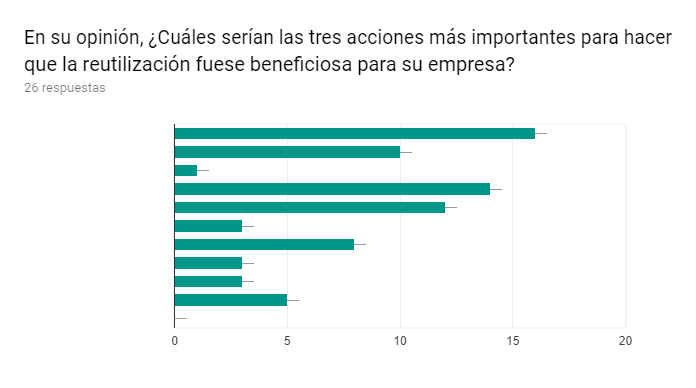 En su opinión, ¿Cuáles serían las tres acciones más importantes para hacer
que la reutilización fuese beneficiosa para su empresa?
26 respuestas
0 5 10 15 20